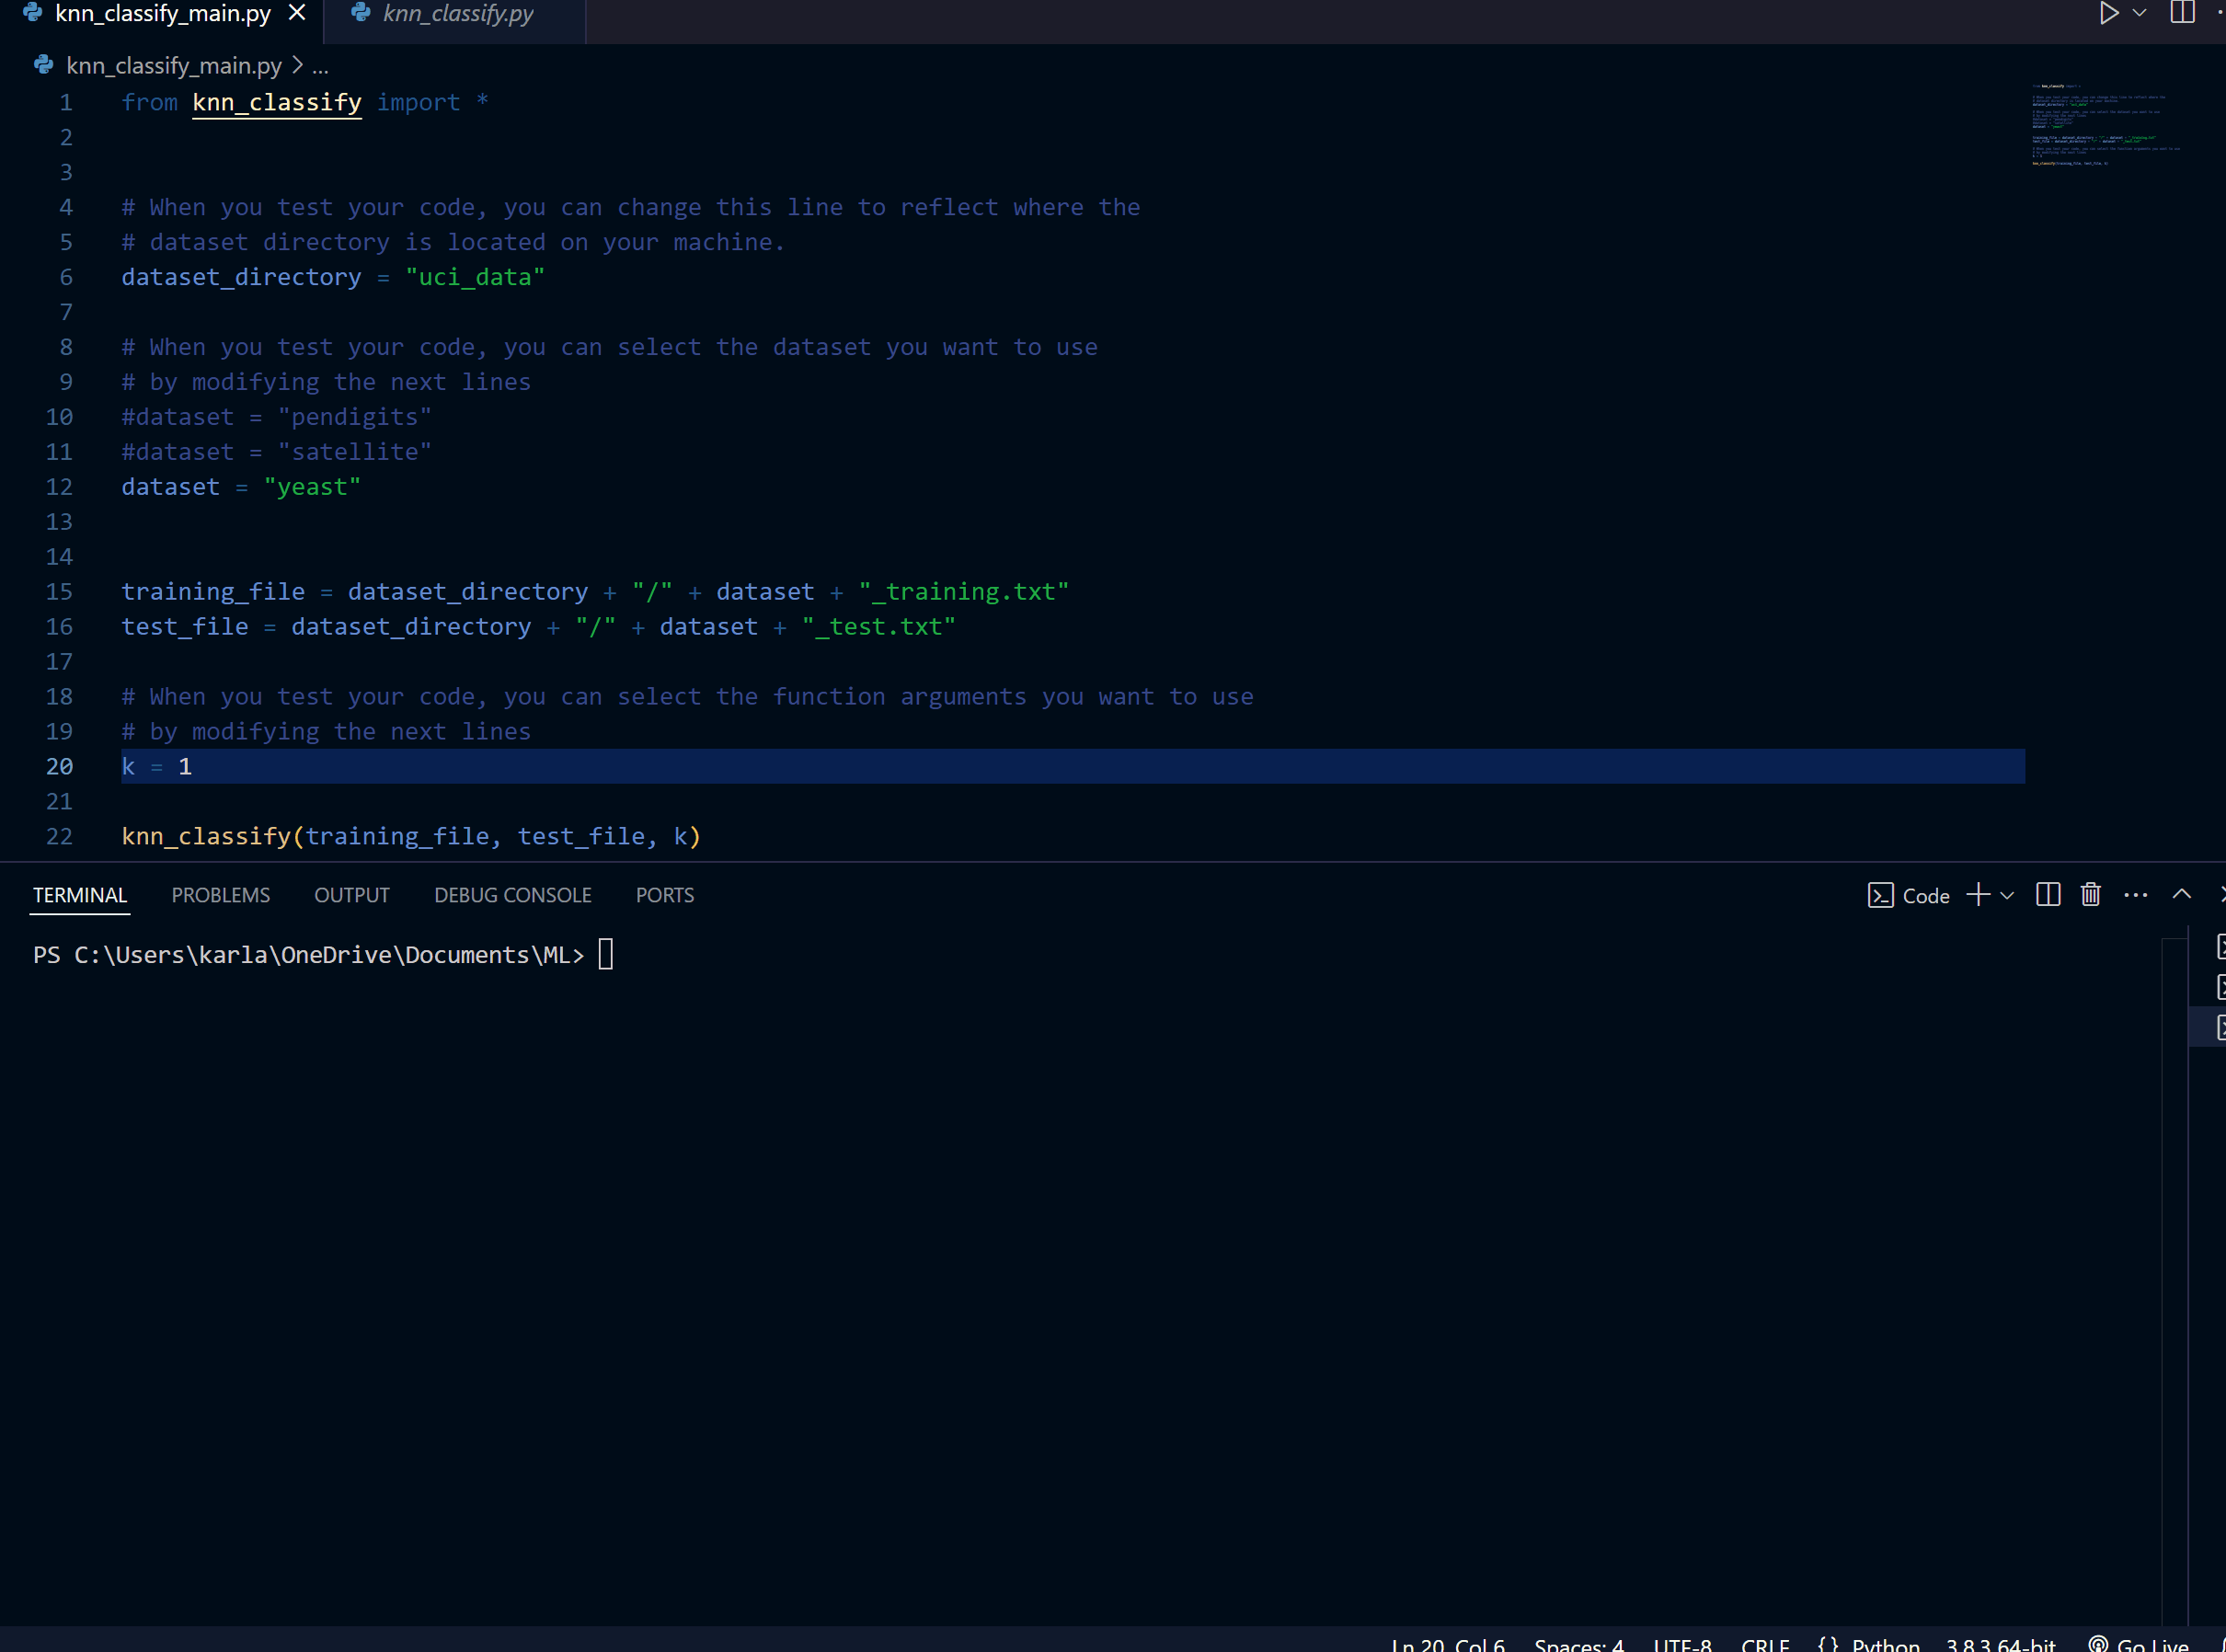 knn_classify_main.py
knn_classify.py
knn_classify_main.py > ...
1 from knn_classify import *
2
3
4 # When you test your code, you can change this line to reflect where the
5 # dataset directory is located on your machine.
6 dataset_directory = "uci_data"
7
8 # When you test your code, you can select the dataset you want to use
9 # by modifying the next lines
10 #dataset = "pendigits"
11 #dataset = "satellite"
12 dataset = "yeast"
13
14
15 training_file = dataset_directory + "/" + dataset + "_training.txt"
16 test_file = dataset_directory + "/" + dataset + "_test.txt"
17
18 # When you test your code, you can select the function arguments you want to use
19 # by modifying the next lines
20 k = 1
21
22 knn_classify(training_file, test_file, k)
TERMINAL PROBLEMS OUTPUT DEBUG CONSOLE PORTS Code
PS C:\Users\karla\OneDrive\Documents\ML>
Ln 20, Col 6 Spaces: 4 UTF-8 CRLF {} Python 3.8.3 64-bit Go Live